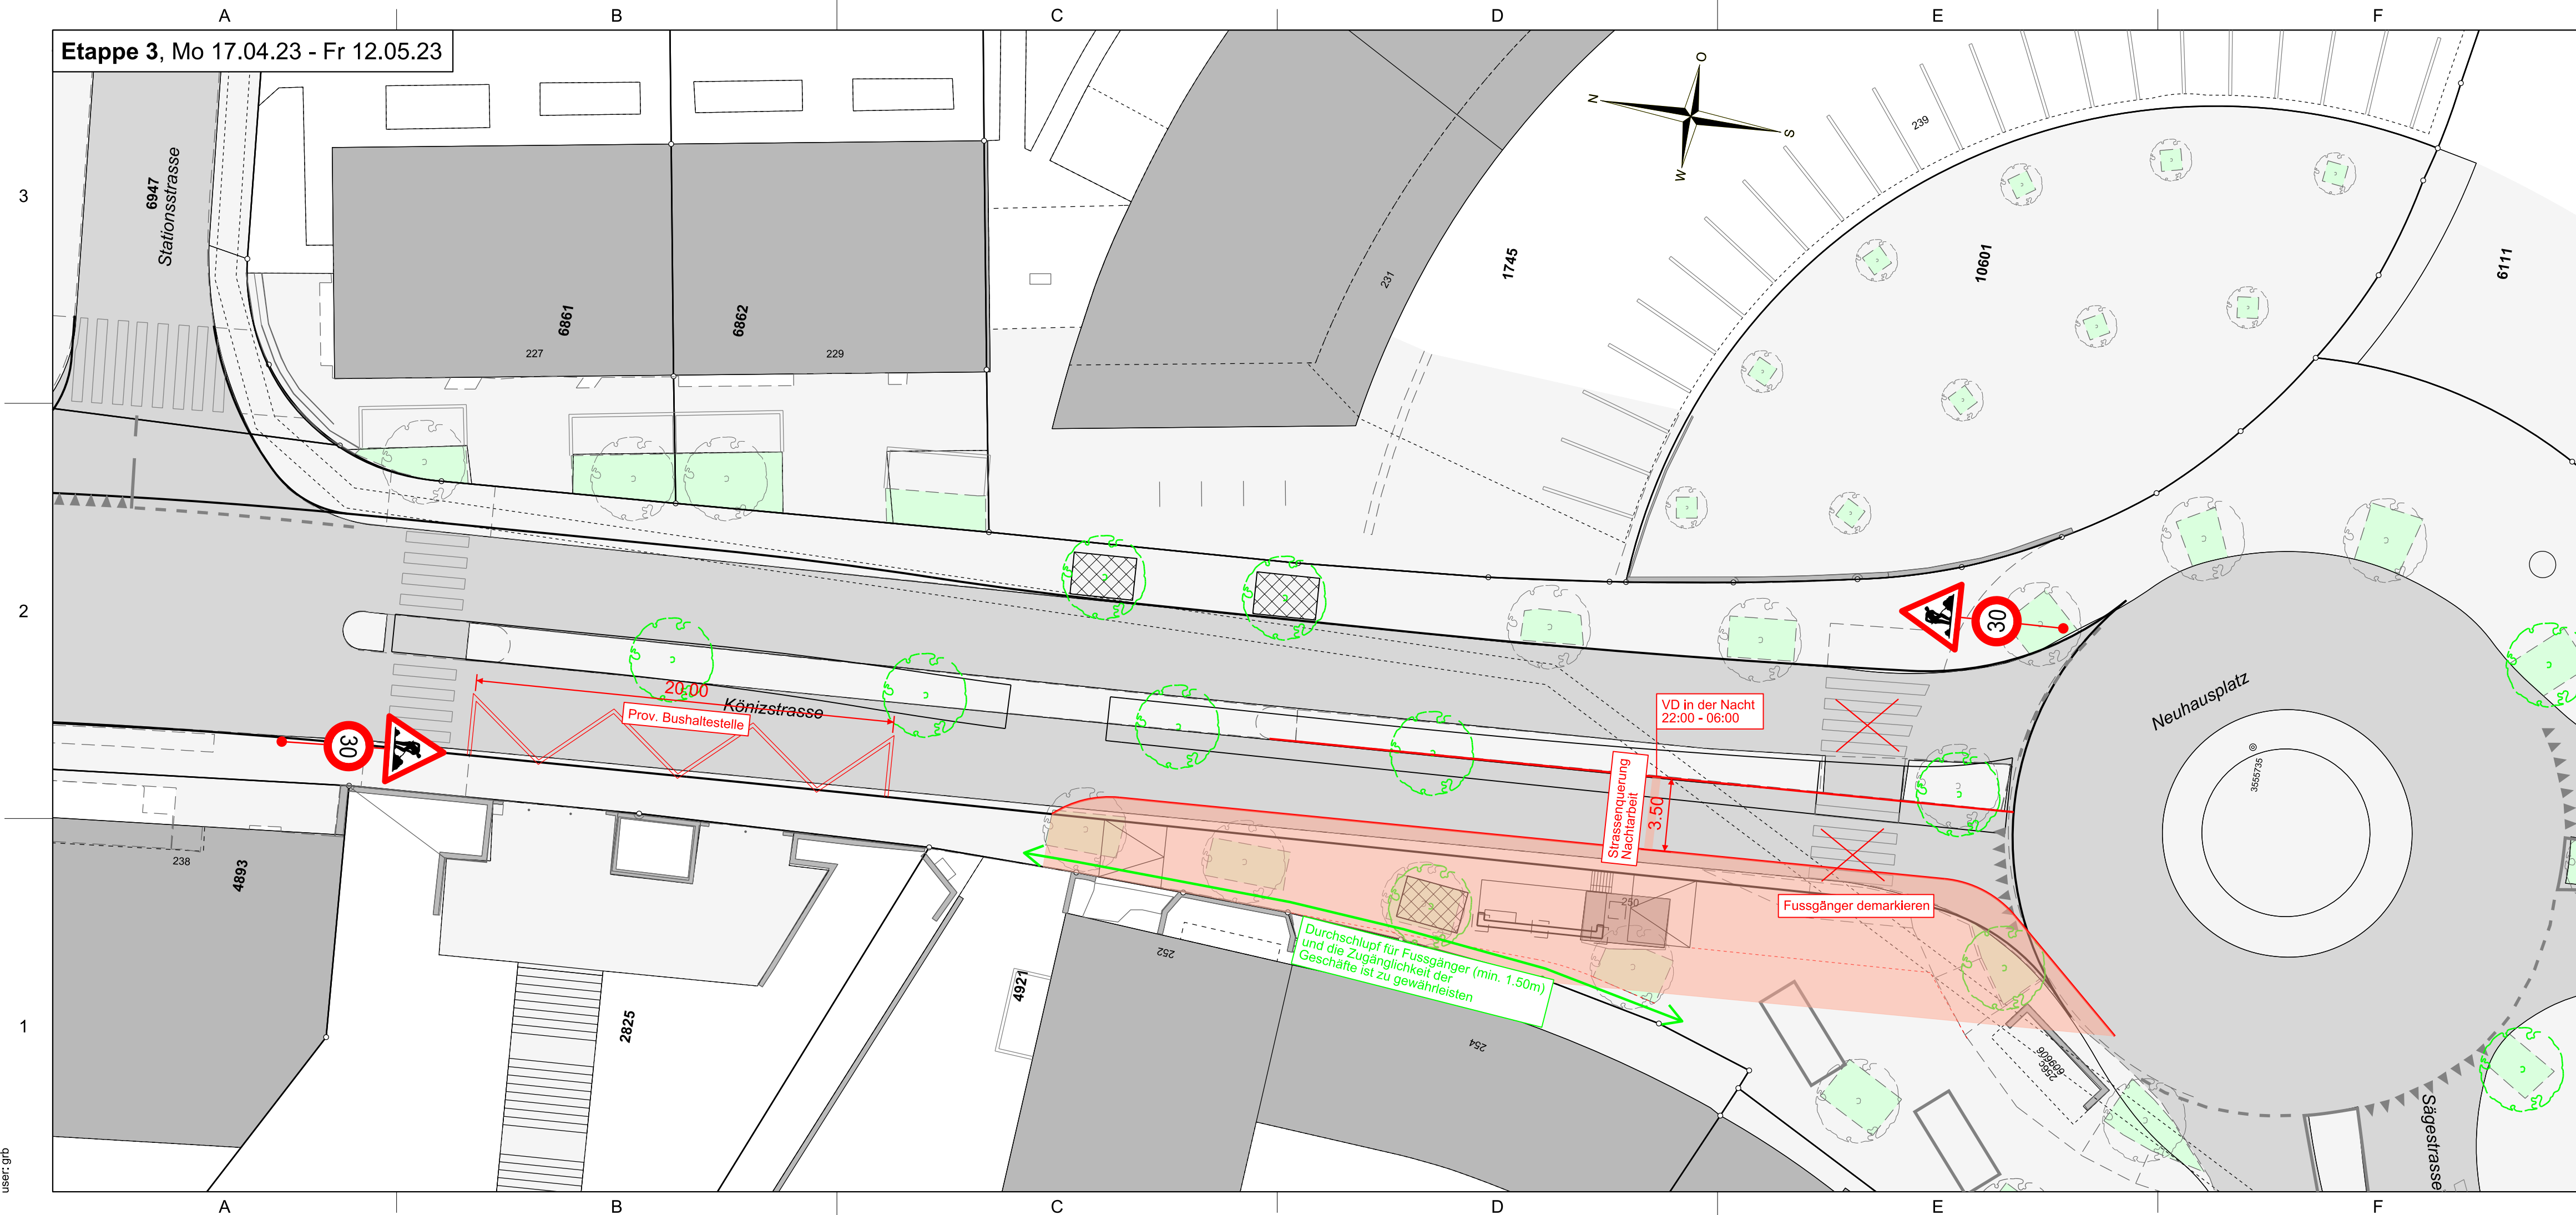 A B C D E F
Etappe 3, Mo 17.04.23 - Fr 12.05.23
3
2
1
6947
Stationsstrasse
6861
227
6862
229
231
1745
N
O
S
W
239
10601
6111
30
20.00
Prov. Bushaltestelle
Könizstrasse
30
VD in der Nacht
22:00 - 06:00
Strassenquerung
Nachtarbeit
3.50
Neuhausplatz
3555735
Fussgänger demarkieren
250
Durchschlupf für Fussgänger (min. 1.50m)
und die Zugänglichkeit der
Geschäfte ist zu gewährleisten
238
4893
2825
4921
252
254
256c
609606
Sägestrasse
user: grb
A B C D E F